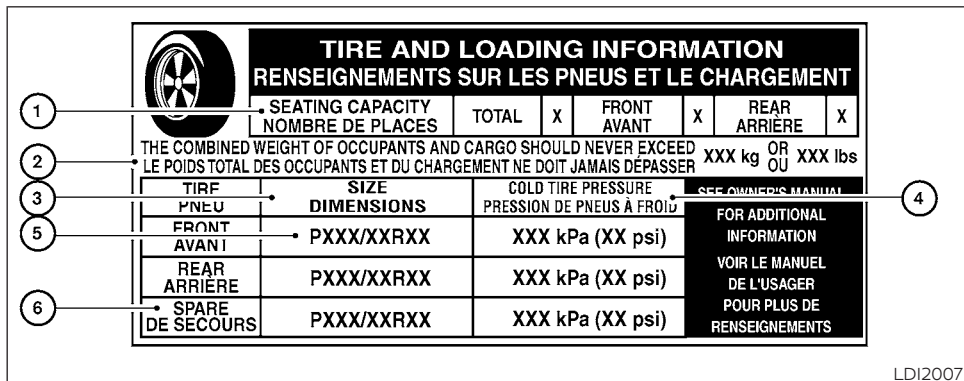 TIRE AND LOADING INFORMATION
RENSEIGNEMENTS SUR LES PNEUS ET LE CHARGEMENT
1
SEATING CAPACITY
NOMBRE DE PLACES
TOTAL
X
FRONT
AVANT
X
REAR
ARRIÈRE
X
2
THE COMBINED WEIGHT OF OCCUPANTS AND CARGO SHOULD NEVER EXCEED
LE POIDS TOTAL DES OCCUPANTS ET DU CHARGEMENT NE DOIT JAMAIS DÉPASSER
XXX kg
OR
OU
XXX lbs
3
TIRE
PNEU
SIZE
DIMENSIONS
COLD TIRE PRESSURE
PRESSION DE PNEUS À FROID
4
5
FRONT
AVANT
PXXX/XXRXX
XXX kPa (XX psi)
REAR
ARRIÈRE
PXXX/XXRXX
XXX kPa (XX psi)
6
SPARE
DE SECOURS
PXXX/XXRXX
XXX kPa (XX psi)
SEE OWNER'S MANUAL
FOR ADDITIONAL
INFORMATION
VOIR LE MANUEL
DE L'USAGER
POUR PLUS DE
RENSEIGNEMENTS
LDI2007